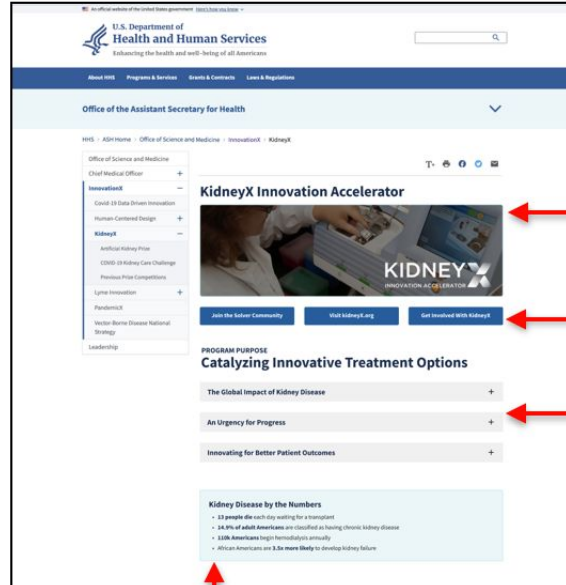 An official website of the United States government Here's how you know
U.S. Department of
Health and Human Services
Enhancing the health and well-being of all Americans
About HHS Programs & Services Grants & Contracts Laws & Regulations
Office of the Assistant Secretary for Health
HHS > ASH Home > Office of Science and Medicine > InnovationX > KidneyX
Office of Science and Medicine
Chief Medical Officer +
InnovationX −
Covid-19 Data Driven Innovation
Human-Centered Design +
KidneyX −
Artificial Kidney Prize
COVID-19 Kidney Care Challenge
Previous Prize Competitions
Lyme Innovation +
PandemicX
Vector-Borne Disease National
Strategy
Leadership
T+
KidneyX Innovation Accelerator
KIDNEYX
INNOVATION ACCELERATOR
Join the Solver Community Visit kidneyX.org Get Involved With KidneyX
PROGRAM PURPOSE
Catalyzing Innovative Treatment Options
The Global Impact of Kidney Disease +
An Urgency for Progress +
Innovating for Better Patient Outcomes +
Kidney Disease by the Numbers
• 13 people die each day waiting for a transplant
• 14.9% of adult Americans are classified as having chronic kidney disease
• 110k Americans begin hemodialysis annually
• African Americans are 3.5x more likely to develop kidney failure